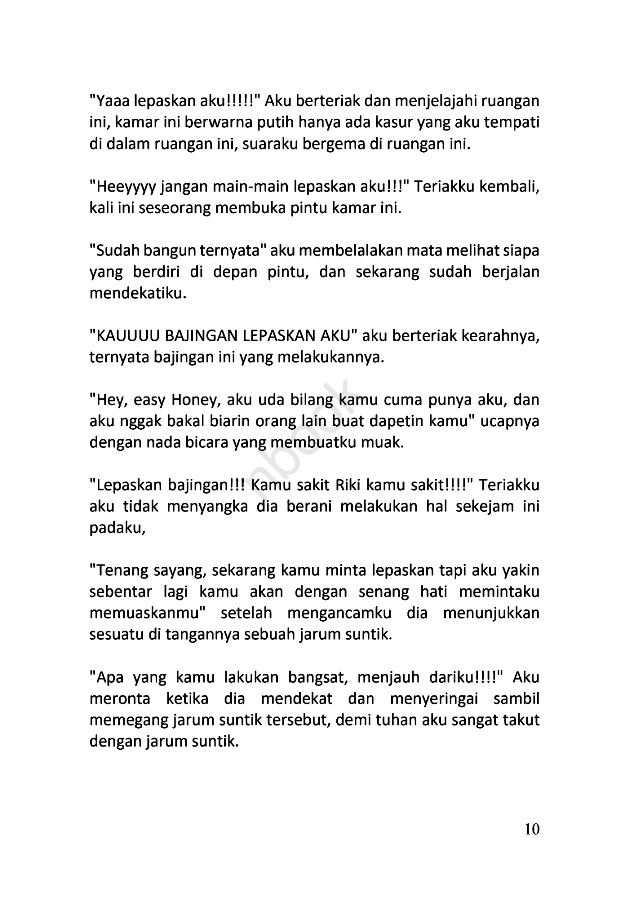 "Yaaa lepaskan aku!!!!!" Aku berteriak dan menjelajahi ruangan
ini, kamar ini berwarna putih hanya ada kasur yang aku tempati
di dalam ruangan ini, suaraku bergema di ruangan ini.
"Heeyyyy jangan main-main lepaskan aku!!!" Teriakku kembali,
kali ini seseorang membuka pintu kamar ini.
"Sudah bangun ternyata" aku membelalakan mata melihat siapa
yang berdiri di depan pintu, dan sekarang sudah berjalan
mendekatiku.
"KAUUUU BAJINGAN LEPASKAN AKU" aku berteriak kearahnya,
ternyata bajingan ini yang melakukannya.
"Hey, easy Honey, aku uda bilang kamu cuma punya aku, dan
aku nggak bakal biarin orang lain buat dapetin kamu" ucapnya
dengan nada bicara yang membuatku muak.
"Lepaskan bajingan!!! Kamu sakit Riki kamu sakit!!!!" Teriakku
aku tidak menyangka dia berani melakukan hal sekejam ini
padaku,
"Tenang sayang, sekarang kamu minta lepaskan tapi aku yakin
sebentar lagi kamu akan dengan senang hati memintaku
memuaskanmu" setelah mengancamku dia menunjukkan
sesuatu di tangannya sebuah jarum suntik.
"Apa yang kamu lakukan bangsat, menjauh dariku!!!!" Aku
meronta ketika dia mendekat dan menyeringai sambil
memegang jarum suntik tersebut, demi tuhan aku sangat takut
dengan jarum suntik.
10